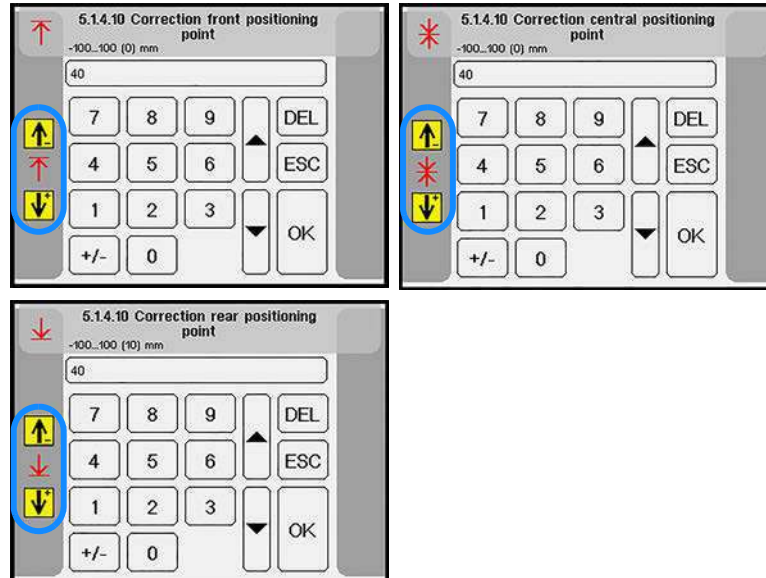 5.1.4.10 Correction front positioning
point
-100...100 (0) mm
40
7 8 9 DEL
4 5 6 ESC
1 2 3
+/- 0 OK
5.1.4.10 Correction central positioning
point
-100...100 (0) mm
40
7 8 9 DEL
4 5 6 ESC
1 2 3
+/- 0 OK
5.1.4.10 Correction rear positioning
point
-100...100 (10) mm
40
7 8 9 DEL
4 5 6 ESC
1 2 3
+/- 0 OK